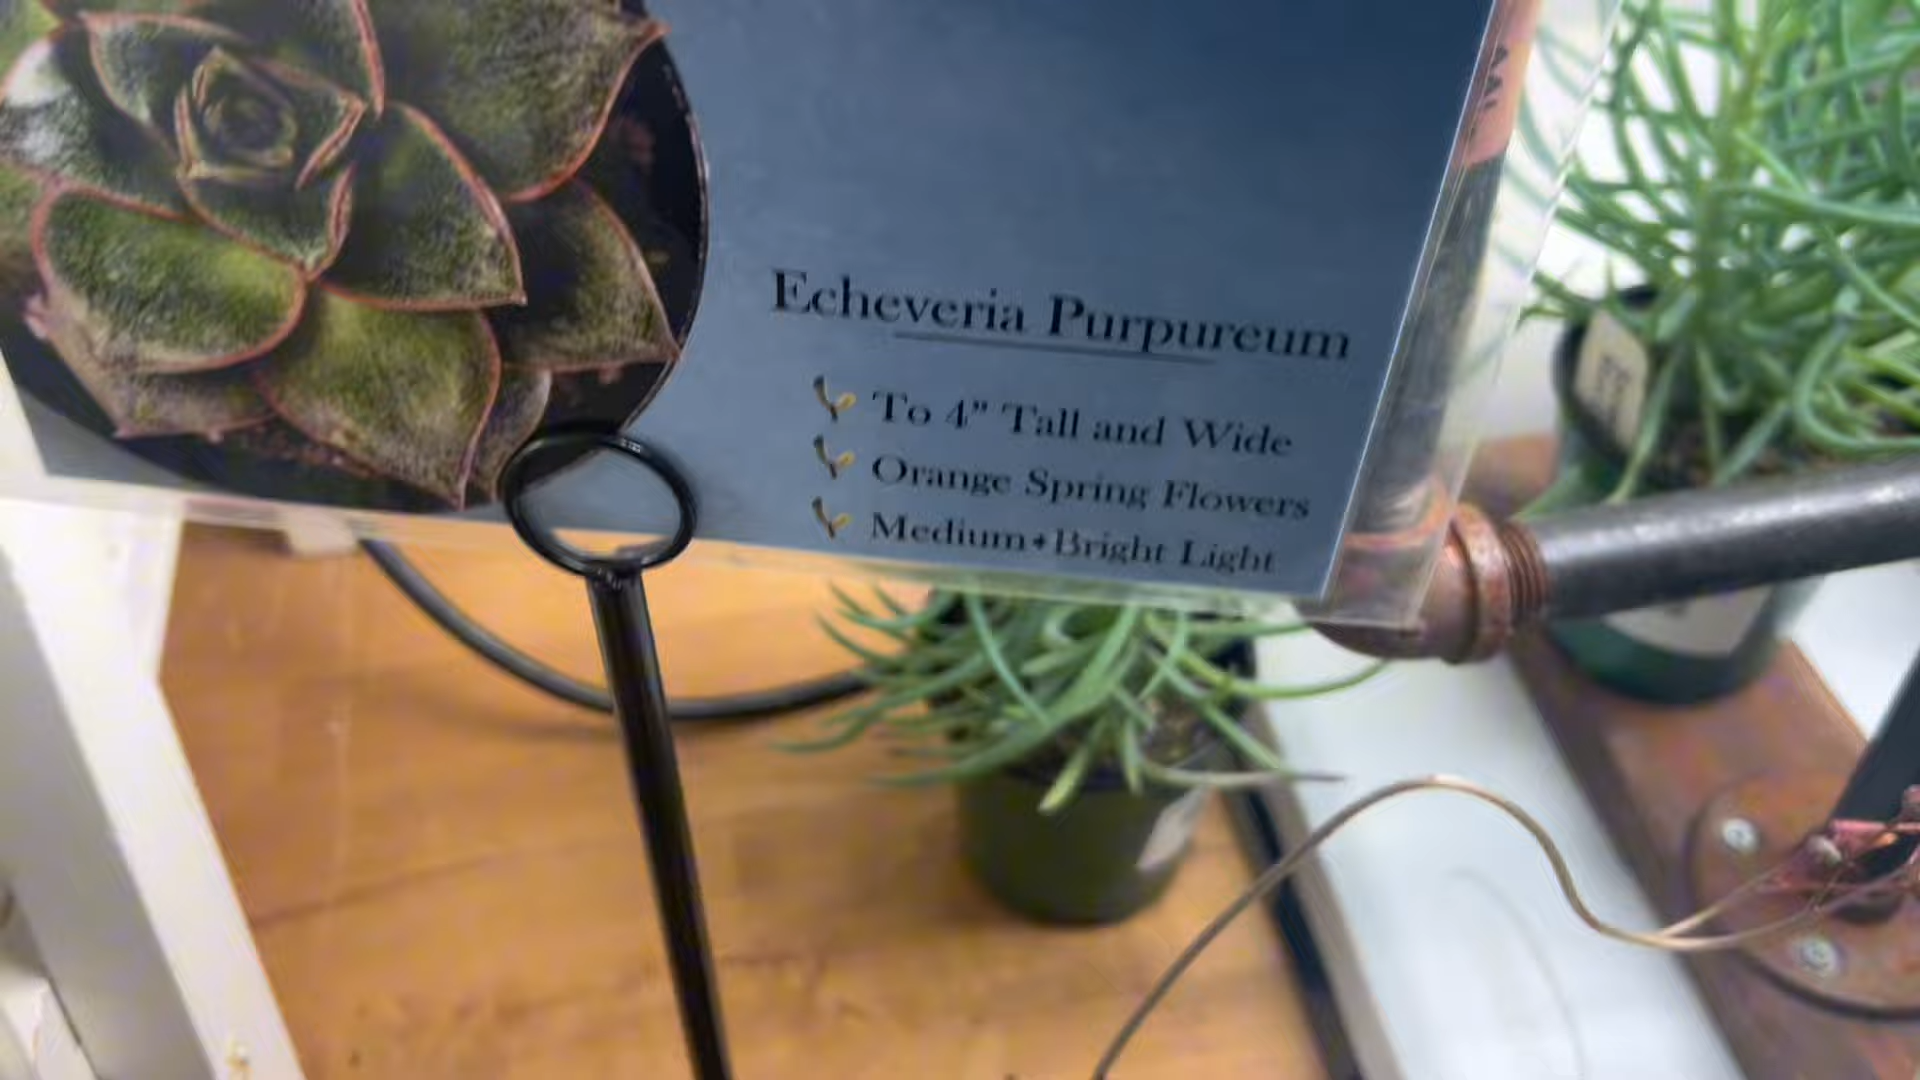 Echeveria Purpureum
To 4” Tall and Wide
Orange Spring Flowers
Medium•Bright Light